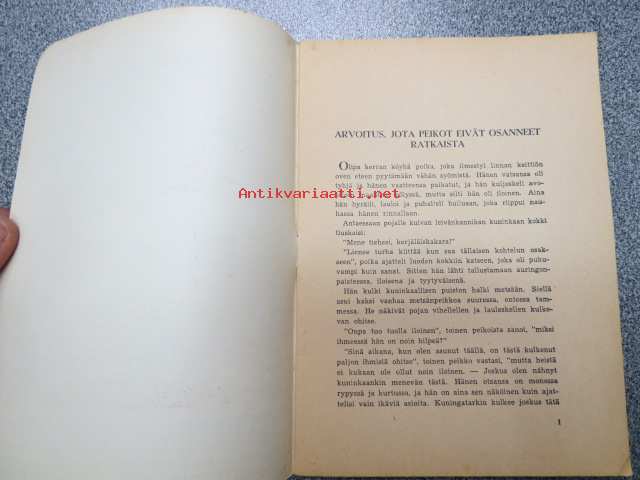 ARVOITUS, JOTA PEIKOT EIVÄT OSANNEET
RATKAISTA
Olipa kerran köyhä poika, joka ilmestyi linnan keittiön
oven eteen pyytämään vähän syömistä. Hänen vatsansa oli
tyhjä ja hänen vaatteensa paikatut, ja hän kuljeskeli avo-
Antikvariaatti.net
mutta silti hän oli iloinen. Aina
hän hyräili, lauloi ja puhalteli huiluaan, joka riippui nau-
hassa hänen rinnallaan.
Antaessaan pojalle kuivan leivänkannikan kuninkaan kokki
tiuskaisi:
"Mene tiehesi, kerjäläiskakara!"
"Lienee turha kiittää kun saa tällaisen kohtelun osak-
seen", poika ajatteli luoden kokkiin katseen, joka oli puhu-
vampi kuin sanat. Sitten hän lähti tallustamaan auringon-
paisteessa, iloisena ja tyytyväisenä.
Hän kulki kuninkaallisen puiston halki metsään. Siellä
asui kaksi vanhaa metsänpeikkoa suuressa, ontossa tam-
messa. He näkivät pojan vihellellen ja lauleskellen kulke-
van ohitse.
"Onpa tuo tuolla iloinen", toinen peikoista sanoi, "miksi
ihmeessä hän on noin hilpeä?"
"Sinä aikana, kun olen asunut täällä, on tästä kulkenut
paljon ihmisiä ohitse", toinen peikko vastasi, "mutta heistä
ei kukaan ole ollut noin iloinen. — Joskus olen nähnyt
kuninkaankin menevän tästä. Hänen otsansa on monessa
rypyssä ja kurtussa, ja hän on aina sen näköinen kuin ajat-
telisi vain ikäviä asioita. Kuningatarkin kulkee joskus tätä
1